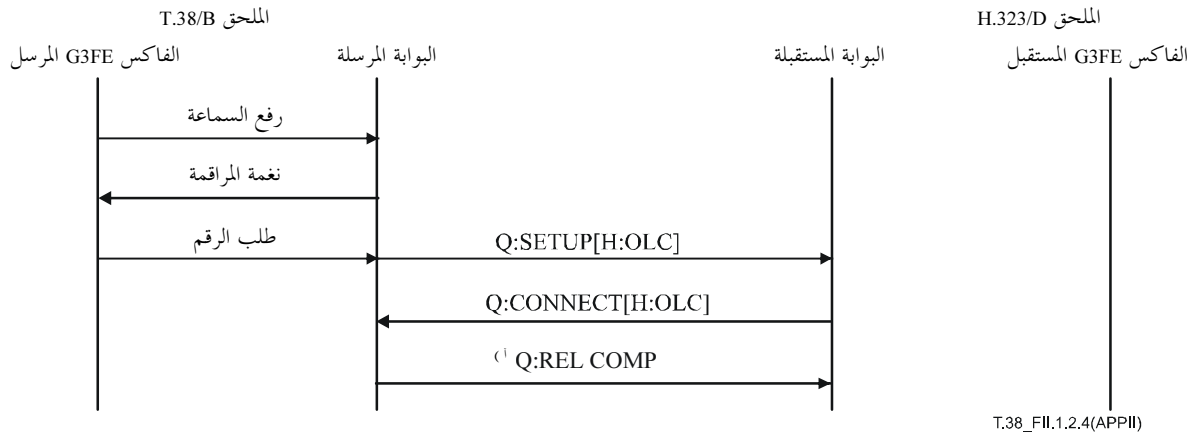 الملحق T.38/B
الملحق H.323/D
الفاكس G3FE المرسل
البوابة المرسلة
البوابة المستقبلة
الفاكس G3FE المستقبل
رفع السماعة
نغمة المراقمة
طلب الرقم
Q:SETUP[H:OLC]
Q:CONNECT[H:OLC]
Q:REL COMP (أ
T.38_FII.1.2.4(APPII)